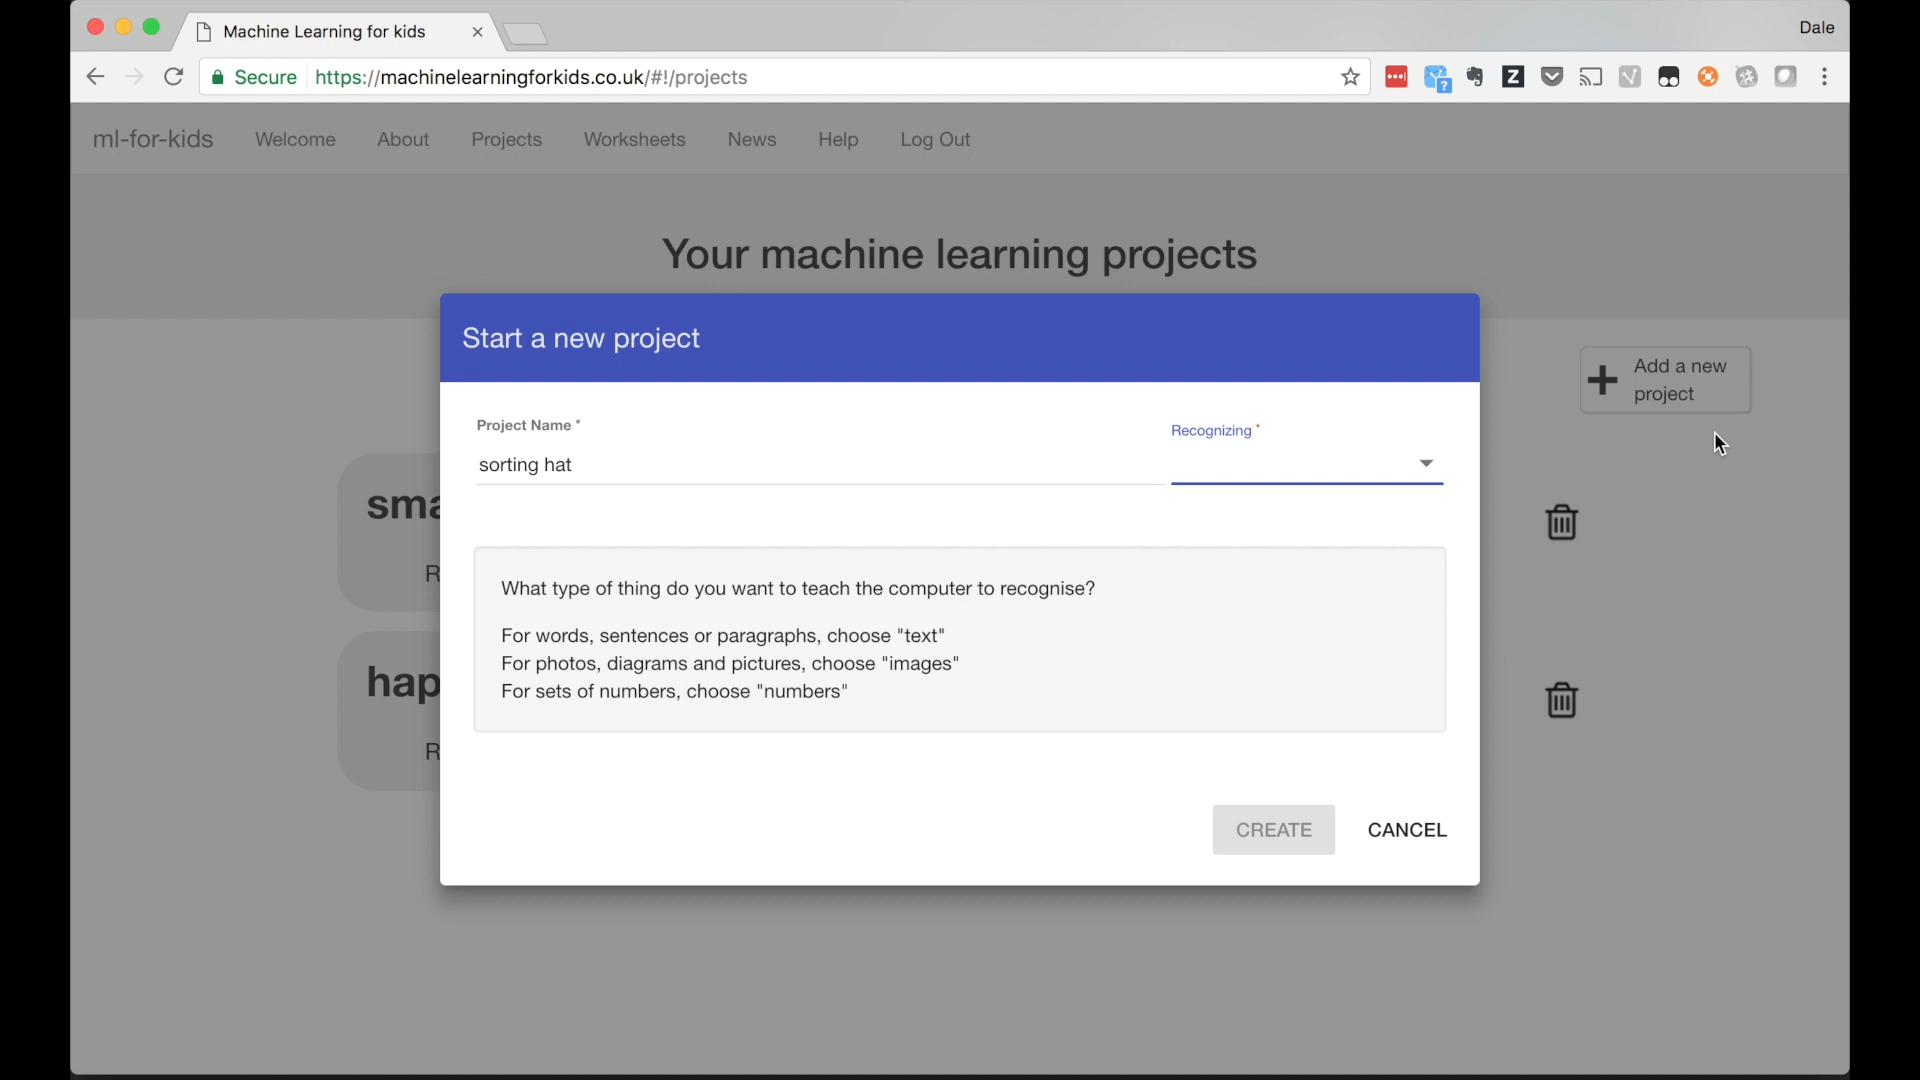 Machine Learning for kids
Dale
Secure
https://machinelearningforkids.co.uk/#!/projects
ml-for-kids Welcome About Projects Worksheets News Help Log Out
Your machine learning projects
Start a new project
Add a new
project
Project Name *
Recognizing *
sorting hat
sma
R
What type of thing do you want to teach the computer to recognise?
For words, sentences or paragraphs, choose "text"
For photos, diagrams and pictures, choose "images"
For sets of numbers, choose "numbers"
hap
R
CREATE
CANCEL